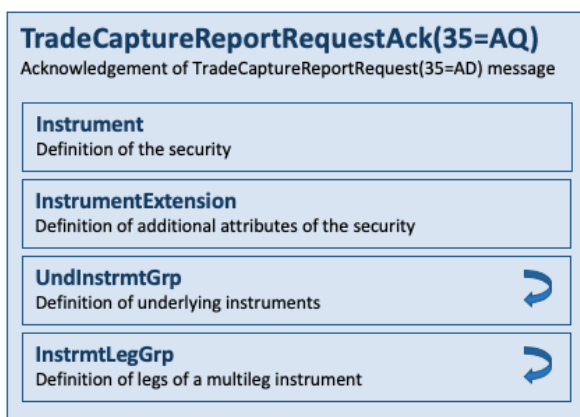 TradeCaptureReportRequestAck(35=AQ)
Acknowledgement of TradeCaptureReportRequest(35=AD) message
Instrument
Definition of the security
InstrumentExtension
Definition of additional attributes of the security
UndInstrmtGrp
Definition of underlying instruments
InstrmtLegGrp
Definition of legs of a multileg instrument